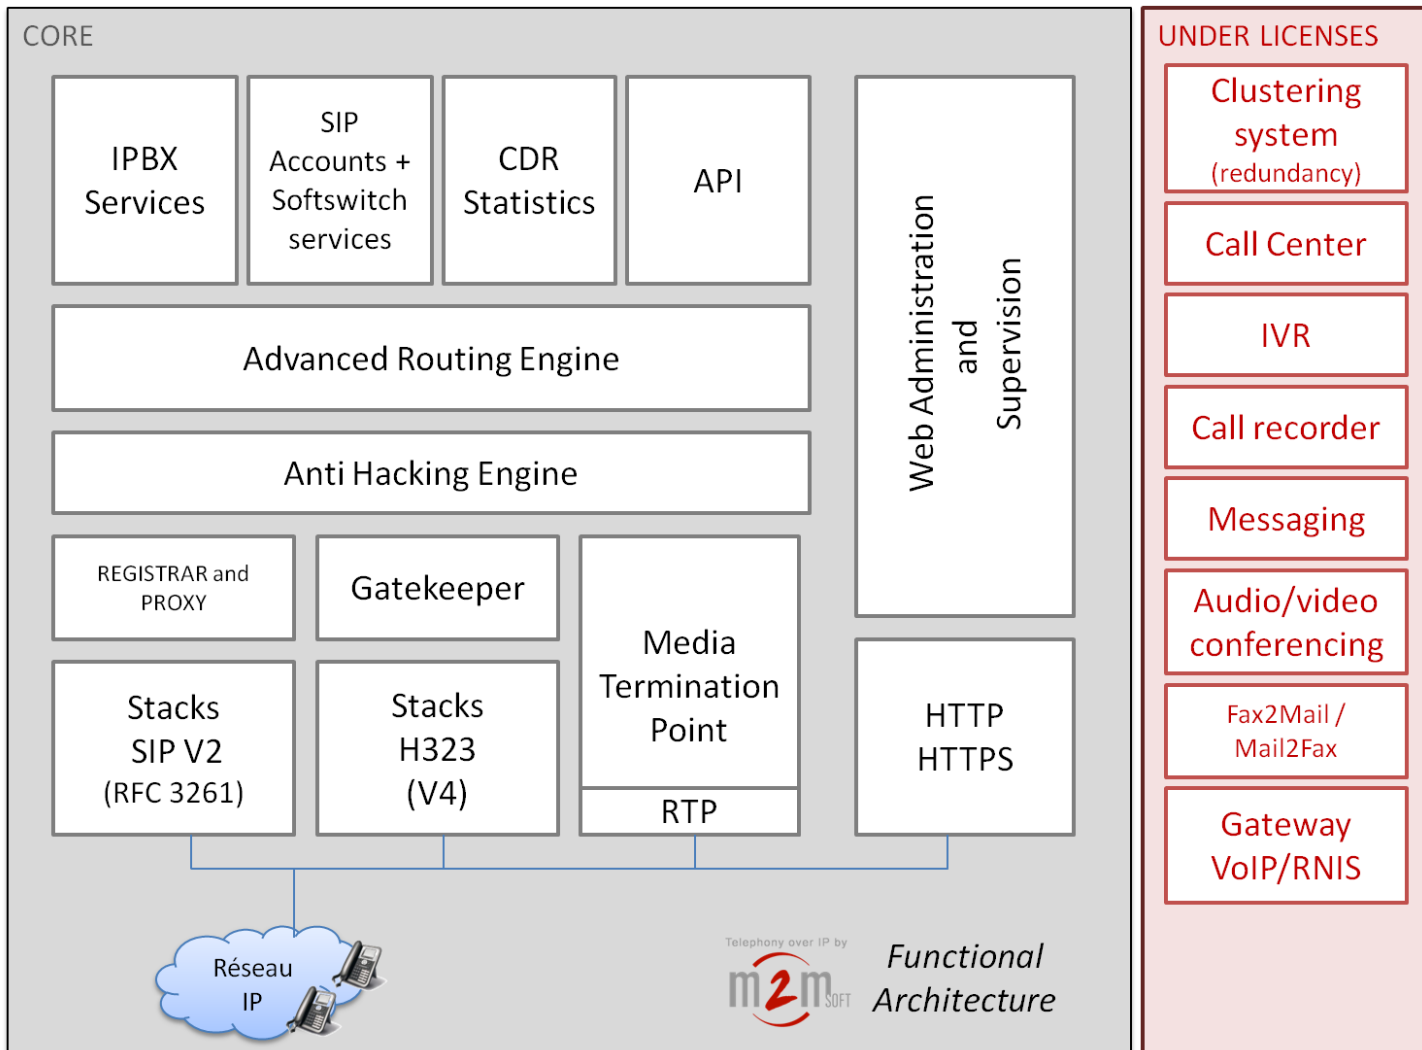 CORE
IPBX
Services
SIP
Accounts +
Softswitch
services
CDR
Statistics
API
Web Administration
and
Supervision
Advanced Routing Engine
Anti Hacking Engine
REGISTRAR and
PROXY
Gatekeeper
Media
Termination
Point
RTP
Stacks
SIP V2
(RFC 3261)
Stacks
H323
(V4)
HTTP
HTTPS
Réseau
IP
Telephony over IP by
m2m
SOFT
Functional
Architecture
UNDER LICENSES
Clustering
system
(redundancy)
Call Center
IVR
Call recorder
Messaging
Audio/video
conferencing
Fax2Mail /
Mail2Fax
Gateway
VoIP/RNIS